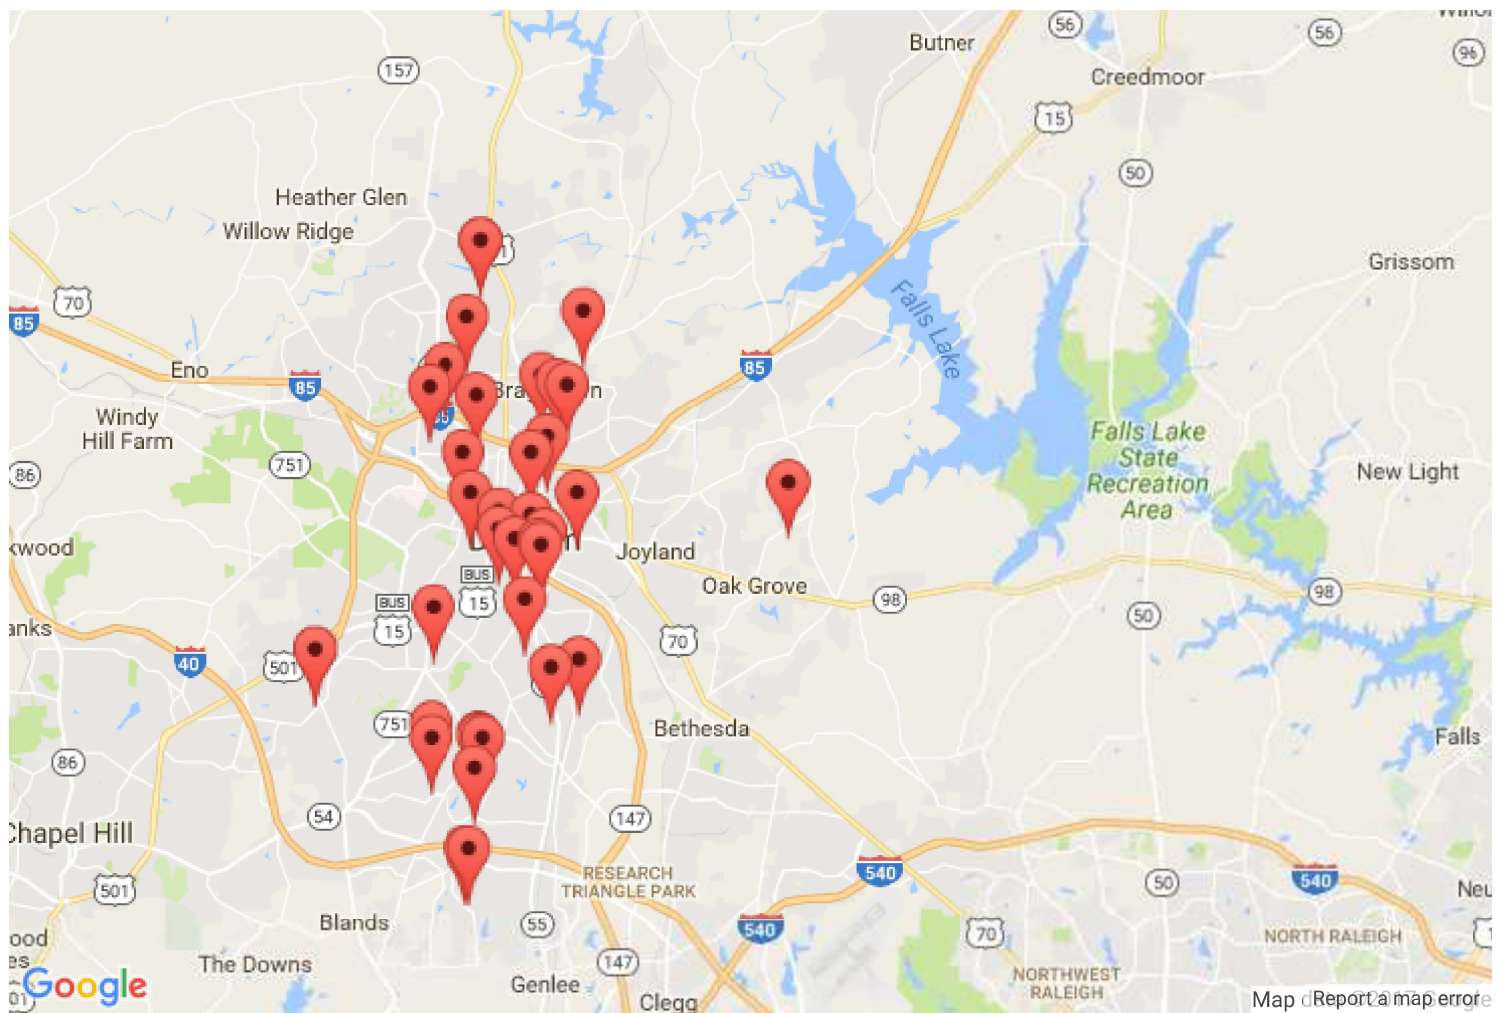 56
56
Butner
96
157
Creedmoor
15
50
Heather Glen
Willow Ridge
Grissom
70
85
Falls Lake
85
Eno
85
Windy
Hill Farm
Falls Lake
State
Recreation
Area
751
86
New Light
Joyland
BUS
15
Oak Grove
98
98
BUS
15
50
70
40
501
751
Bethesda
Falls
86
54
147
Chapel Hill
540
540
RESEARCH
TRIANGLE PARK
50
501
Blands
55
540
70
NORTH RALEIGH
The Downs
147
NORTHWEST
RALEIGH
Genlee
Clegg
Google
Map
Report a map error